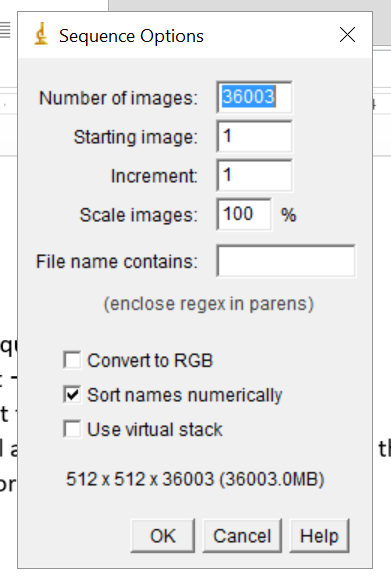 Sequence Options
Number of images: 36003
Starting image: 1
Increment: 1
Scale images: 100 %
File name contains:
(enclose regex in parens)
Convert to RGB
Sort names numerically
Use virtual stack
512 x 512 x 36003 (36003.0MB)
OK Cancel Help